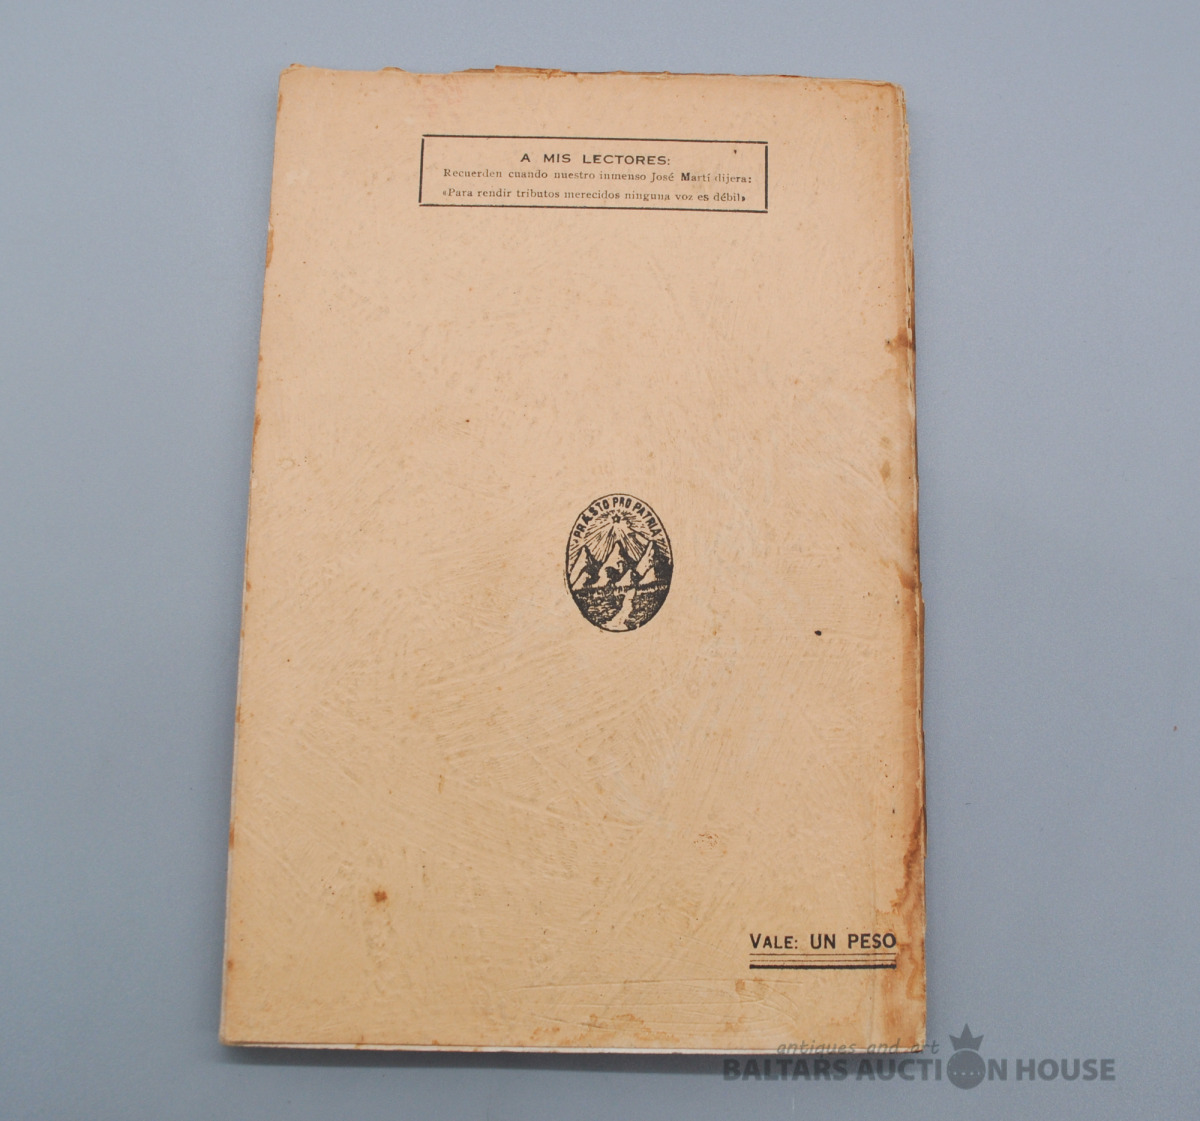 A MIS LECTORES:
Recuerden cuando nuestro inmenso José Martí dijera:
«Para rendir tributos merecidos ninguna voz es débil»
PRÁSTO PRO PATRIA
VALE: UN PESO
antiques and art
BALTARS AUCTION HOUSE